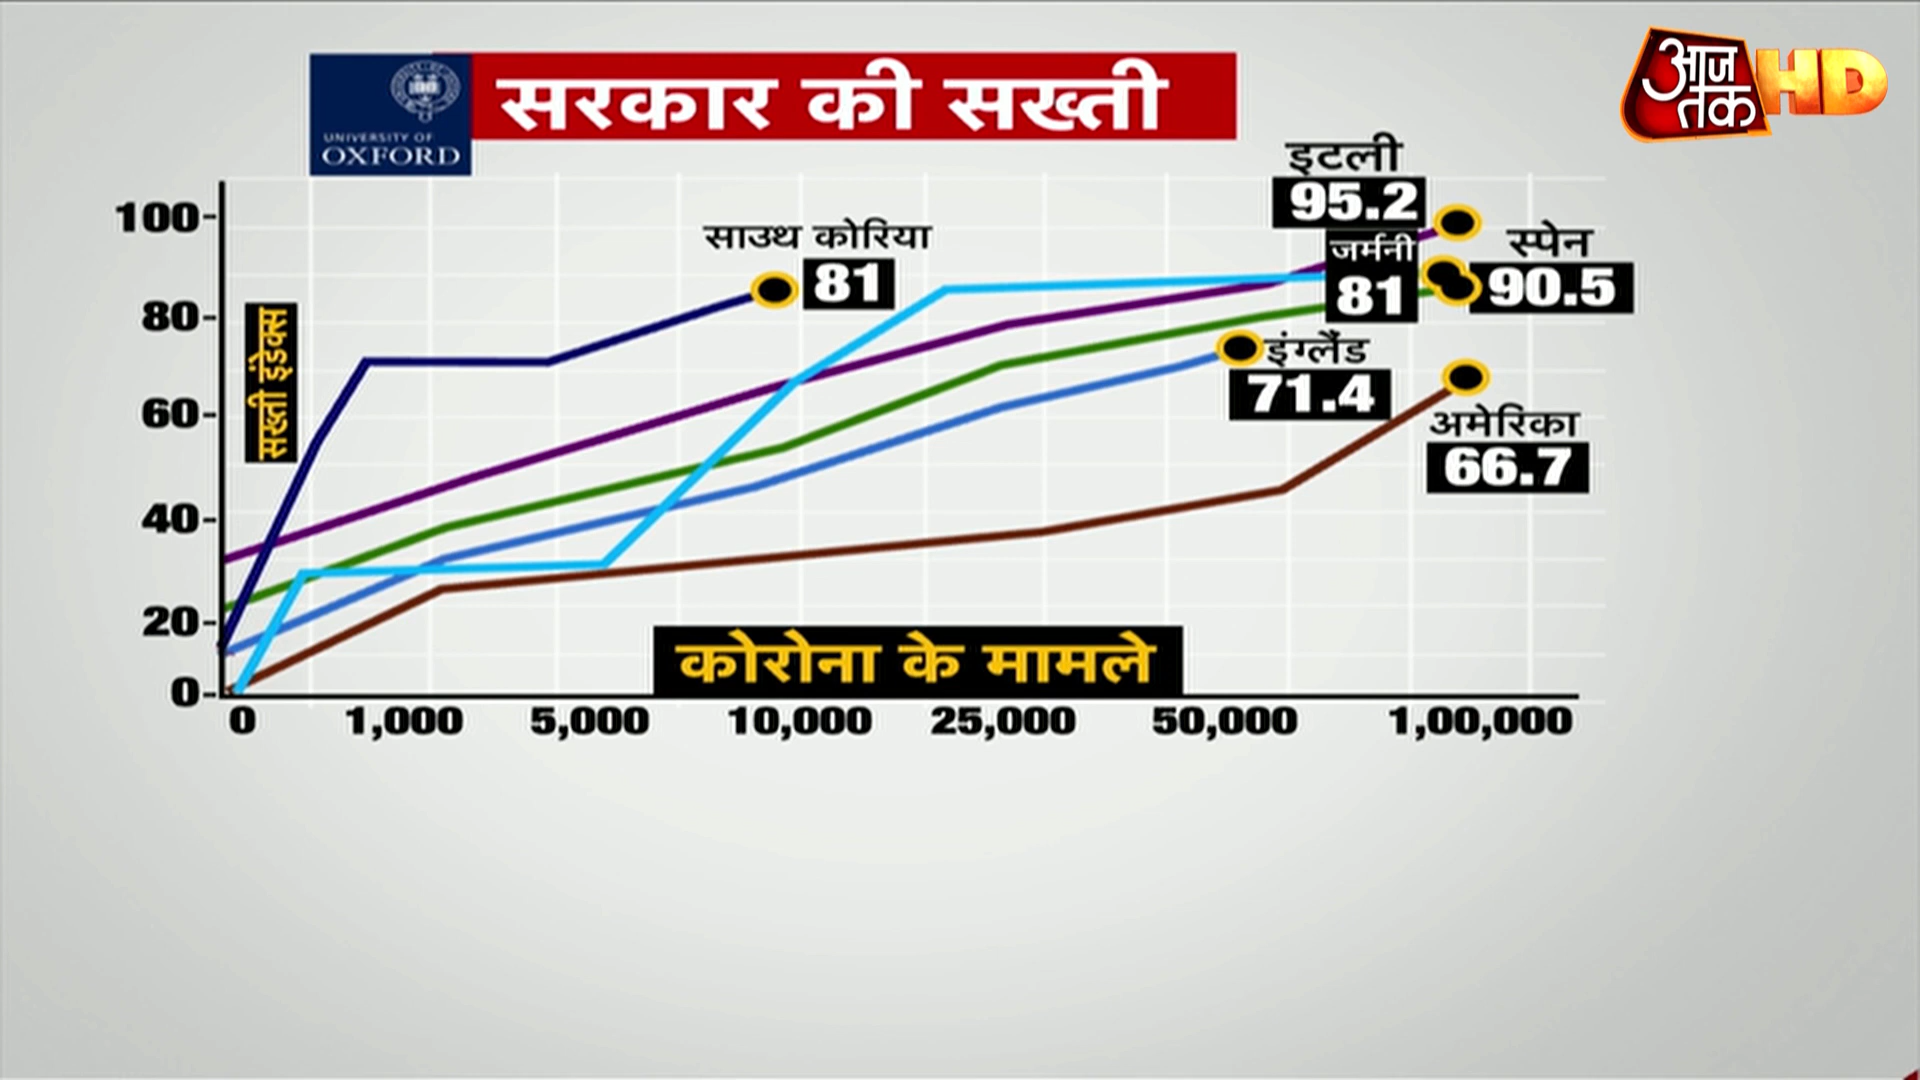 आज तक HD
UNIVERSITY OF
OXFORD
सरकार की सख्ती
इटली
95.2
साउथ कोरिया
81
जर्मनी
81
स्पेन
90.5
इंग्लैंड
71.4
अमेरिका
66.7
सख्ती इंडेक्स
100
80
60
40
20
0
कोरोना के मामले
0 1,000 5,000 10,000 25,000 50,000 1,00,000